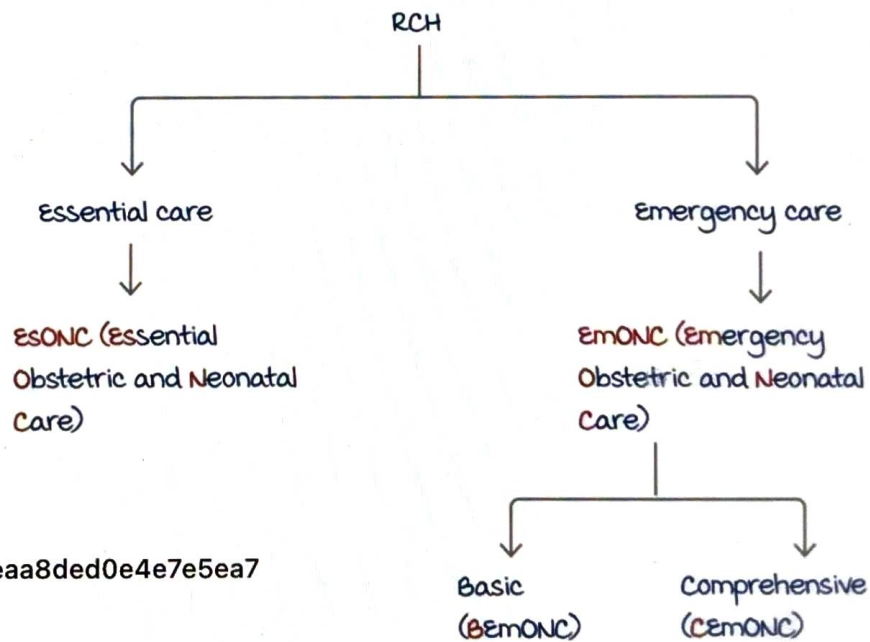 RCH
Essential care
Emergency care
EsONC (Essential
Obstetric and Neonatal
Care)
EmONC (Emergency
Obstetric and Neonatal
Care)
eaa8ded0e4e7e5ea7
Basic
(BEmONC)
Comprehensive
(CEmONC)